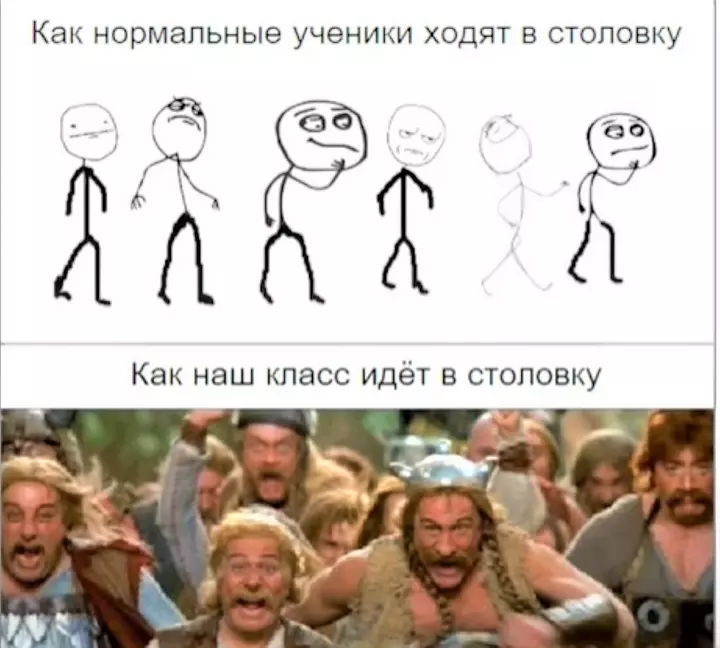 Как нормальные ученики ходят в столовку
Как наш класс идёт в столовку